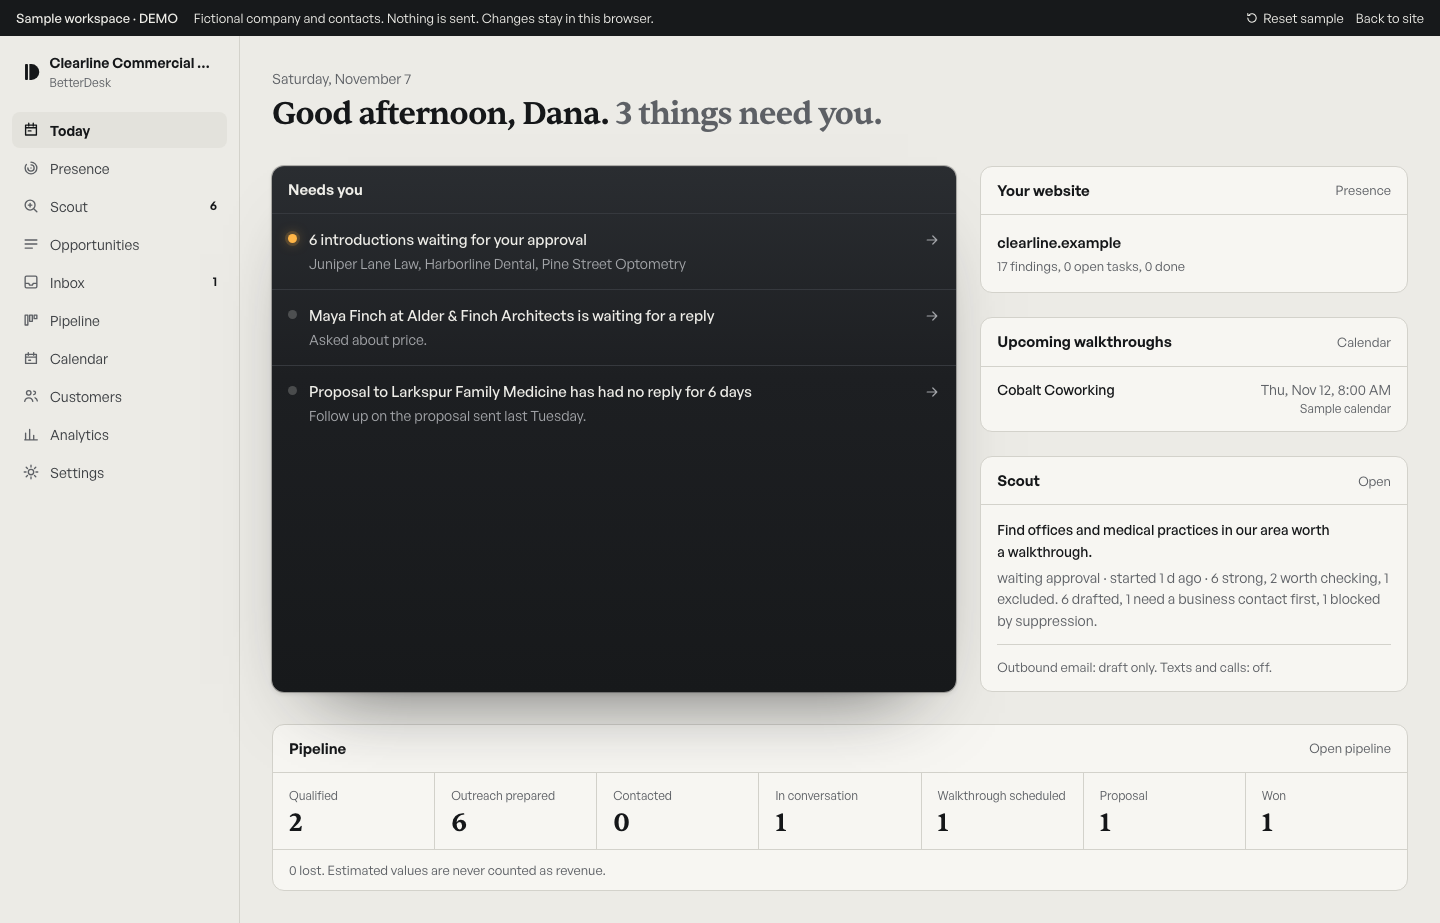 Sample workspace · DEMO
Fictional company and contacts. Nothing is sent. Changes stay in this browser.
Reset sample
Back to site
Clearline Commercial ...
BetterDesk
Today
Presence
Scout 6
Opportunities
Inbox 1
Pipeline
Calendar
Customers
Analytics
Settings
Saturday, November 7
Good afternoon, Dana. 3 things need you.
Needs you
6 introductions waiting for your approval
Juniper Lane Law, Harborline Dental, Pine Street Optometry
Maya Finch at Alder & Finch Architects is waiting for a reply
Asked about price.
Proposal to Larkspur Family Medicine has had no reply for 6 days
Follow up on the proposal sent last Tuesday.
Your website
Presence
clearline.example
17 findings, 0 open tasks, 0 done
Upcoming walkthroughs
Calendar
Cobalt Coworking
Thu, Nov 12, 8:00 AM
Sample calendar
Scout
Open
Find offices and medical practices in our area worth
a walkthrough.
waiting approval · started 1 d ago · 6 strong, 2 worth checking, 1
excluded. 6 drafted, 1 need a business contact first, 1 blocked
by suppression.
Outbound email: draft only. Texts and calls: off.
Pipeline
Open pipeline
Qualified
2
Outreach prepared
6
Contacted
0
In conversation
1
Walkthrough scheduled
1
Proposal
1
Won
1
0 lost. Estimated values are never counted as revenue.